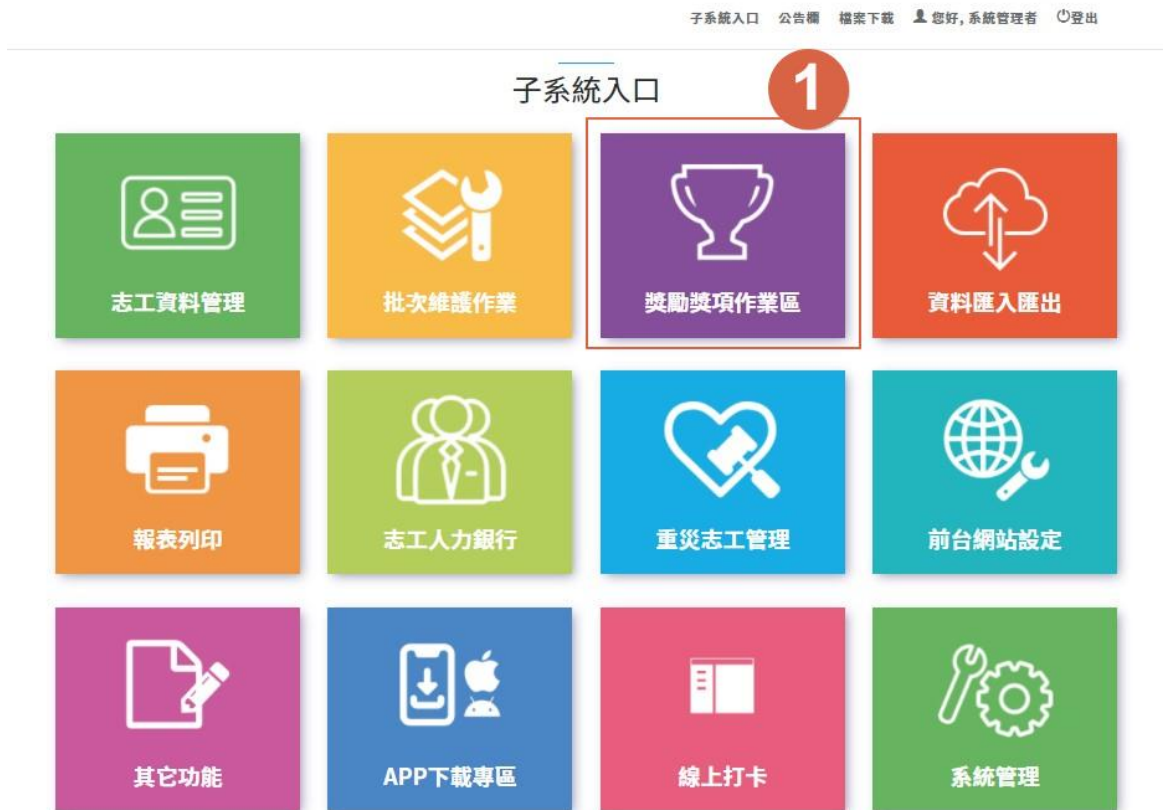 子系統入口 公告欄 檔案下載 您好, 系統管理者 登出
子系統入口
1
志工資料管理 批次維護作業 獎勵獎項作業區 資料匯入匯出
報表列印 志工人力銀行 重災志工管理 前台網站設定
其它功能 APP下載專區 線上打卡 系統管理